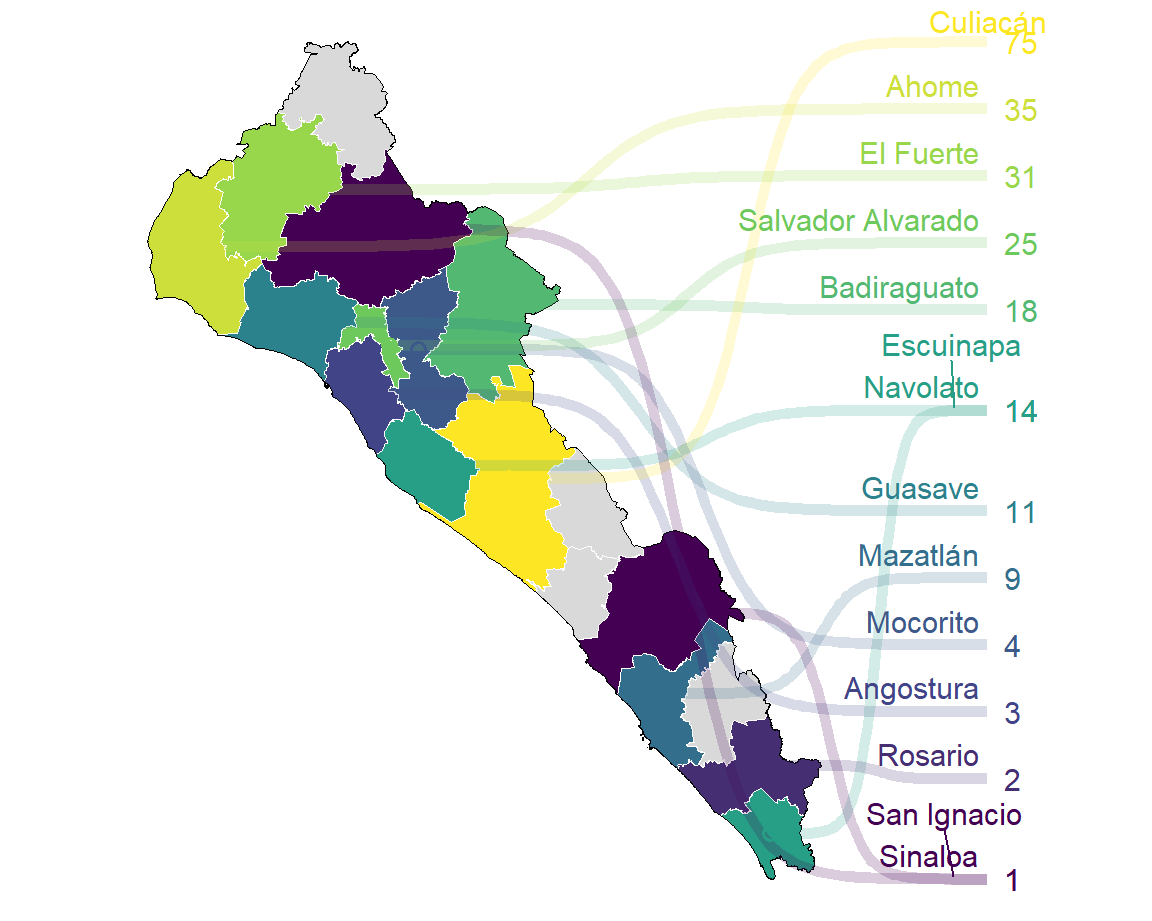 Culiacán
75
Ahome
35
El Fuerte
31
Salvador Alvarado
25
Badiraguato
18
Escuinapa
Navolato
14
Guasave
11
Mazatlán
9
Mocorito
4
Angostura
3
Rosario
2
San Ignacio
Sinaloa
1